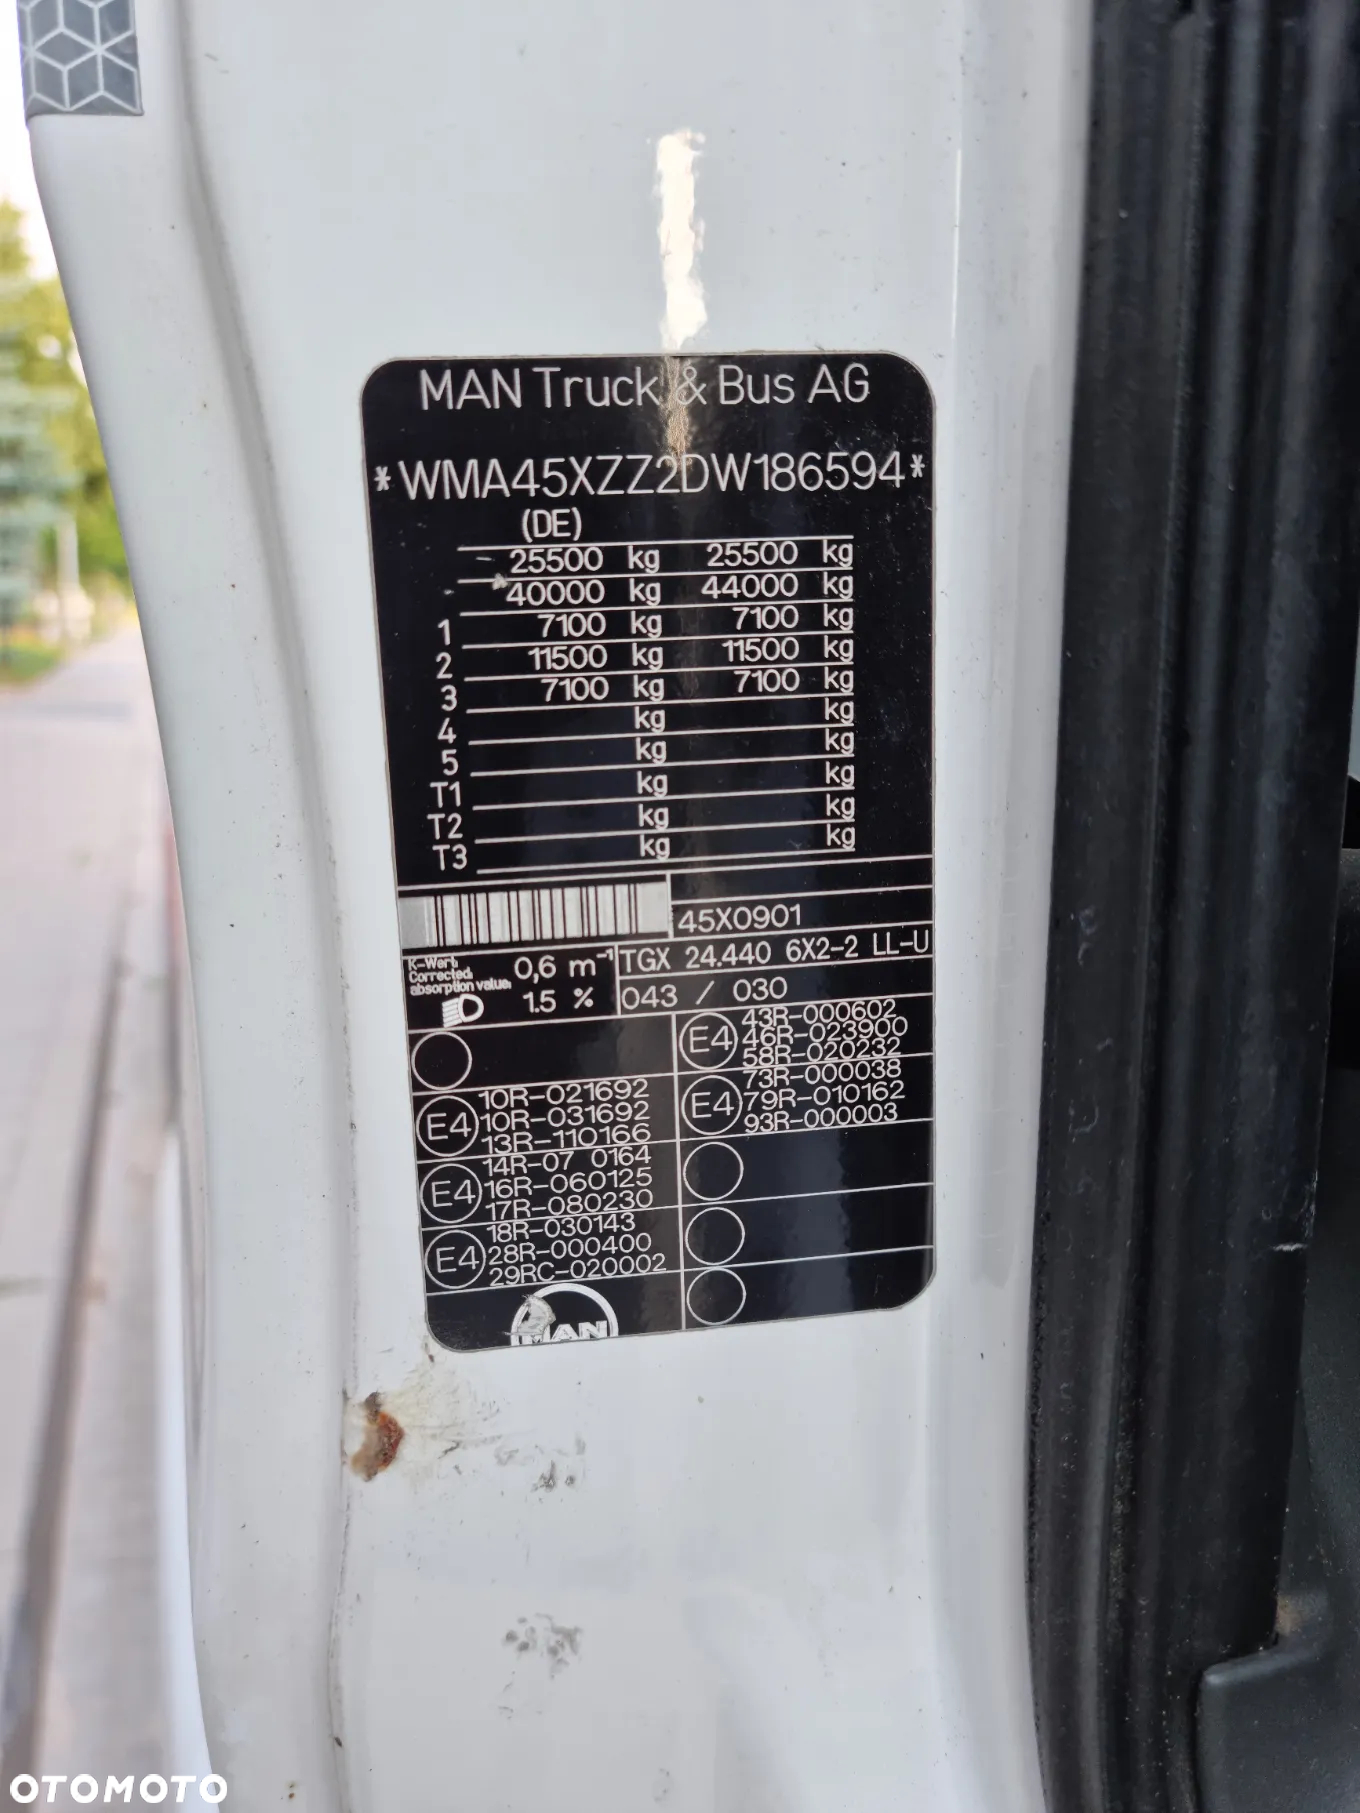 MAN Truck & Bus AG
*WMA45XZZ2DW186594*
(DE)
25500 kg 25500 kg
40000 kg 44000 kg
1 7100 kg 7100 kg
2 11500 kg 11500 kg
3 7100 kg 7100 kg
4 kg kg
5 kg kg
T1 kg kg
T2 kg kg
T3 kg kg
45X0901
K-Wert:
Corrected
absorption value:
0,6 m⁻¹
TGX 24.440 6X2-2 LL-U
1.5 %
043 / 030
E4
10R-021692
10R-031692
13R-110166
E4
14R-07 0164
16R-060125
17R-080230
E4
18R-030143
28R-000400
29RC-020002
E4
43R-000602
46R-023900
58R-020232
E4
73R-000038
79R-010162
93R-000003
MAN
OTOMOTO